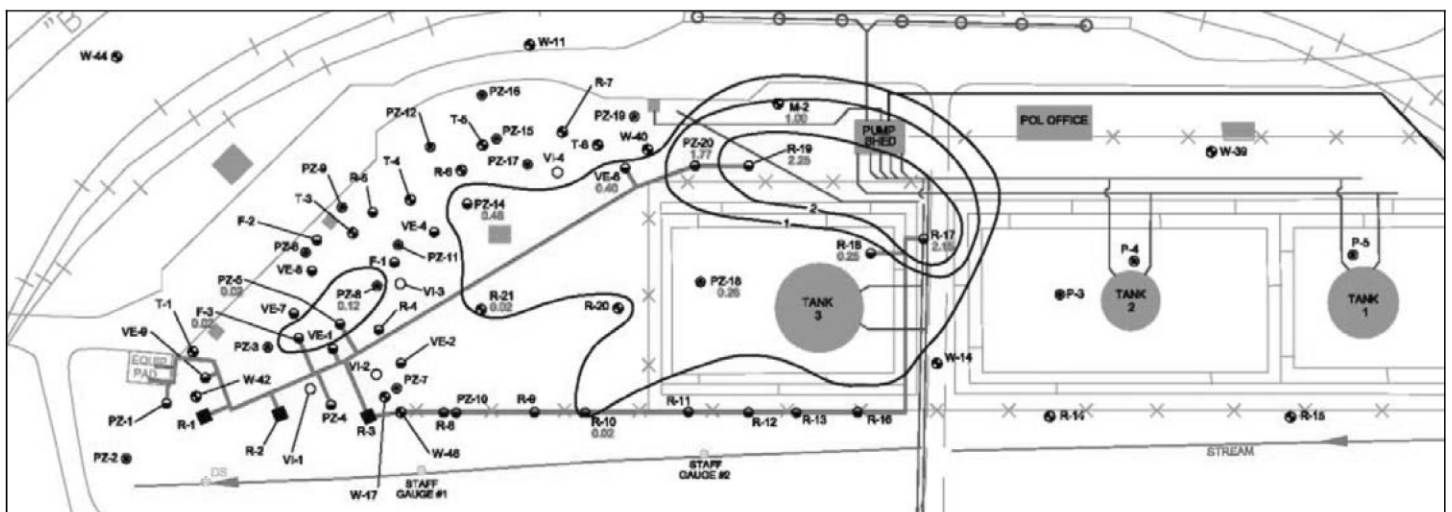 "B
W-44
W-11
R-7
PZ-16
M-2
1.00
PZ-19
PZ-12
T-5
PZ-15
T-6
W-40
PUMP
SHED
POL OFFICE
W-39
PZ-20
1.77
R-19
2.25
PZ-17
VI-4
R-6
T-4
PZ-9
R-5
VE-6
0.40
T-3
PZ-14
0.48
2
1
F-2
VE-4
R-17
2.15
PZ-6
PZ-11
R-18
0.25
P-4
P-5
F-1
VE-8
PZ-5
0.02
PZ-8
0.12
VI-3
PZ-18
0.26
P-3
T-1
F-3
0.02
VE-7
R-4
R-21
0.02
R-20
TANK
3
TANK
2
TANK
1
VE-9
PZ-3
VE-1
VE-2
EQUIP
PAD
VI-2
PZ-7
W-14
W-42
PZ-1
R-1
PZ-4
R-3
R-8
PZ-10
R-9
R-10
0.02
R-11
R-12
R-13
R-16
R-14
R-15
R-2
VI-1
W-46
PZ-2
DS
W-17
STAFF
GAUGE #1
STAFF
GAUGE #2
STREAM